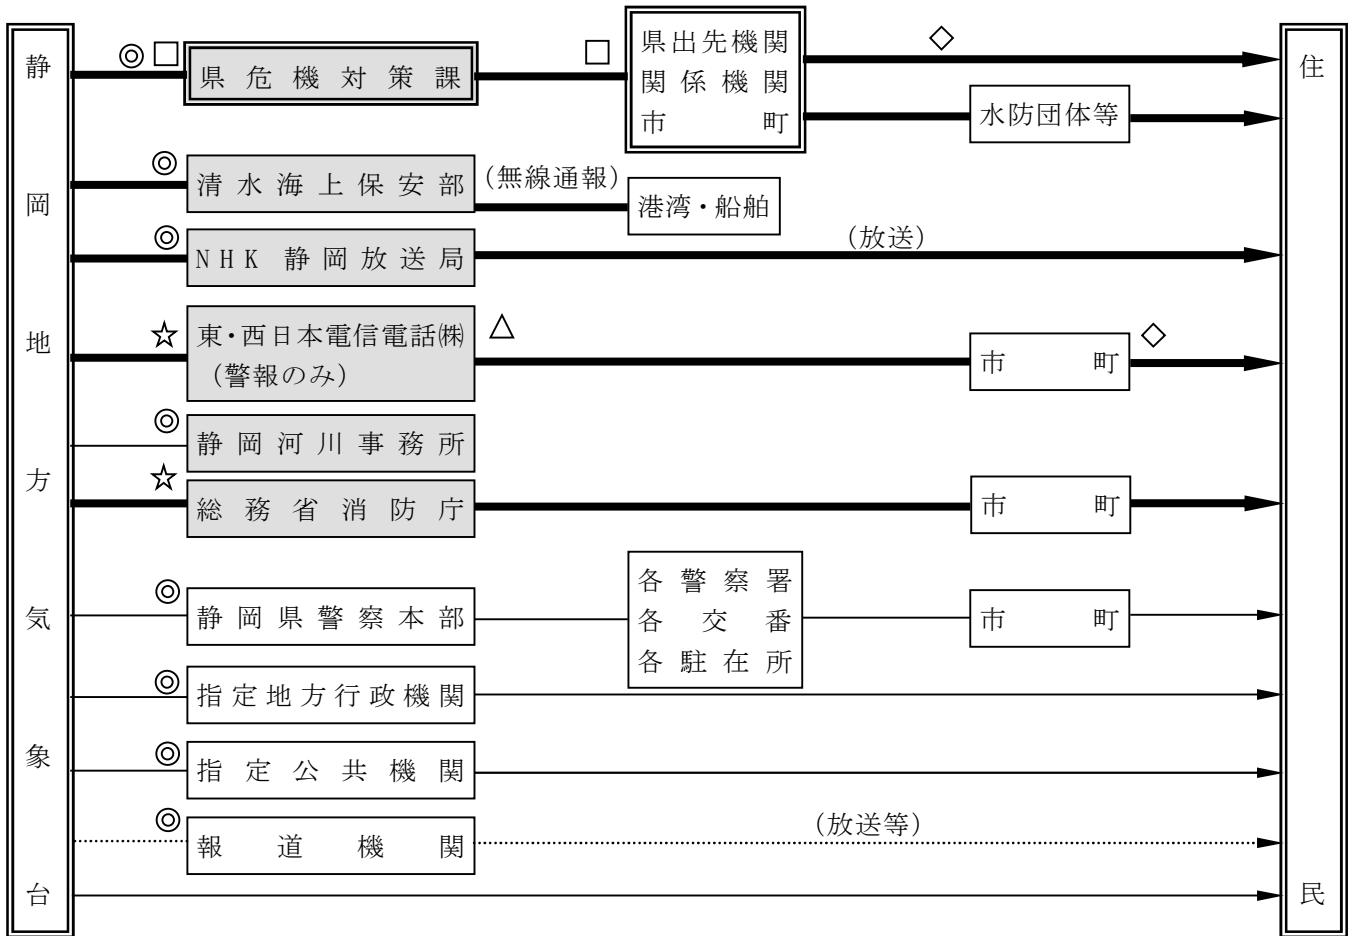 静岡地方気象台
◎ □
県危機対策課
□
県出先機関
関係機関
市町
◇
水防団体等
住民
◎
清水海上保安部
(無線通報)
港湾・船舶
◎
NHK 静岡放送局
(放送)
☆
東・西日本電信電話㈱
(警報のみ)
△
市町
◇
◎
静岡河川事務所
☆
総務省消防庁
市町
◎
静岡県警察本部
各警察署
各交番
各駐在所
市町
◎
指定地方行政機関
◎
指定公共機関
◎
報道機関
(放送等)